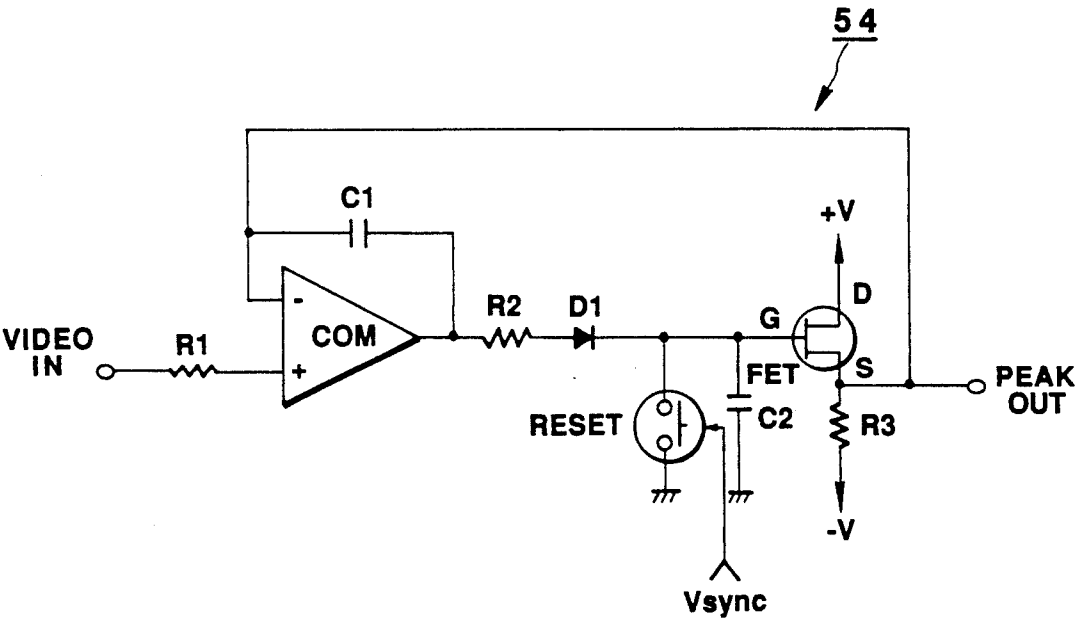 54
C1
+V
VIDEO
IN
R1
-
COM
+
R2
D1
G
D
S
FET
PEAK
OUT
RESET
C2
R3
-V
Vsync